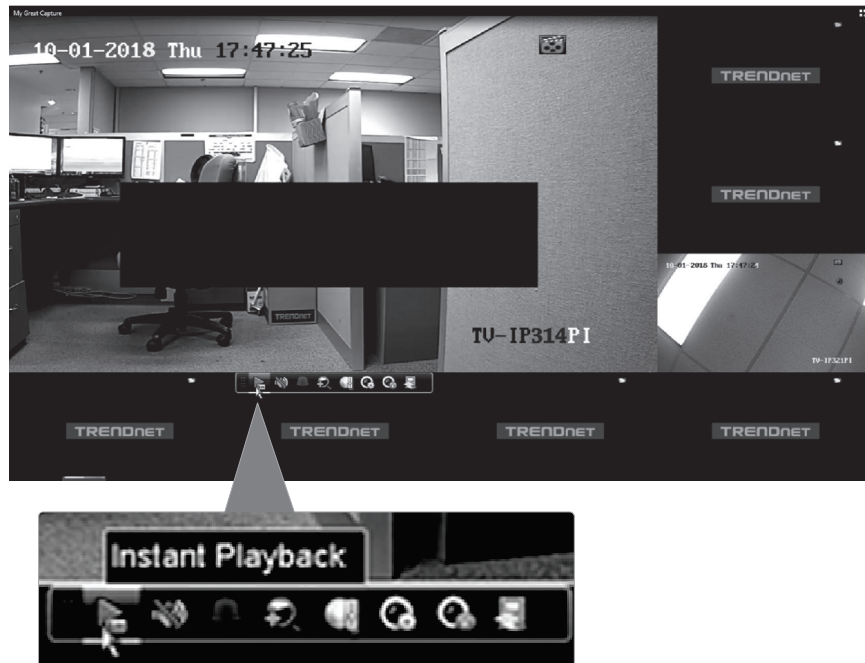 My Great Capture
10-01-2018 Thu 17:47:25
TRENDNET
TRENDNET
10-01-2018 Thu 17:47:24
TRENDNET
TV-IP314PI
TV-IP321PI
TRENDNET
TRENDNET
TRENDNET
TRENDNET
Instant Playback